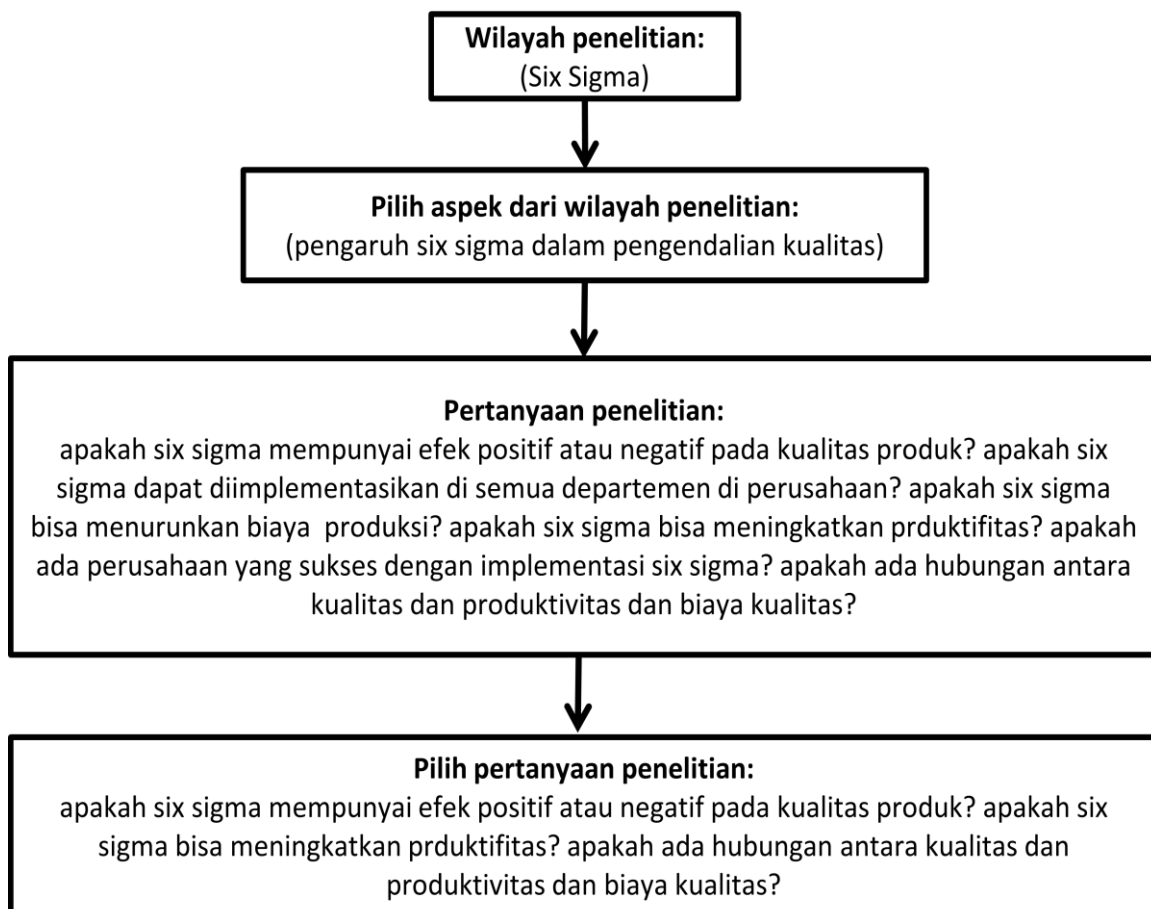 Wilayah penelitian:
(Six Sigma)
Pilih aspek dari wilayah penelitian:
(pengaruh six sigma dalam pengendalian kualitas)
Pertanyaan penelitian:
apakah six sigma mempunyai efek positif atau negatif pada kualitas produk? apakah six
sigma dapat diimplementasikan di semua departemen di perusahaan? apakah six sigma
bisa menurunkan biaya  produksi? apakah six sigma bisa meningkatkan prduktifitas? apakah
ada perusahaan yang sukses dengan implementasi six sigma? apakah ada hubungan antara
kualitas dan produktivitas dan biaya kualitas?
Pilih pertanyaan penelitian:
apakah six sigma mempunyai efek positif atau negatif pada kualitas produk? apakah six
sigma bisa meningkatkan prduktifitas? apakah ada hubungan antara kualitas dan
produktivitas dan biaya kualitas?